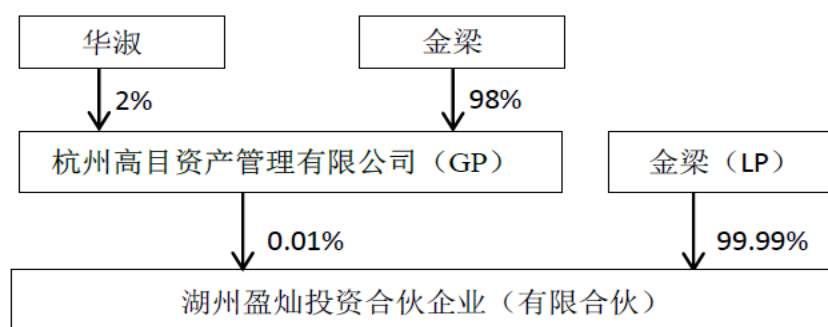 华淑
金梁
2%
98%
杭州高目资产管理有限公司（GP）
金梁（LP）
0.01%
99.99%
湖州盈灿投资合伙企业（有限合伙）